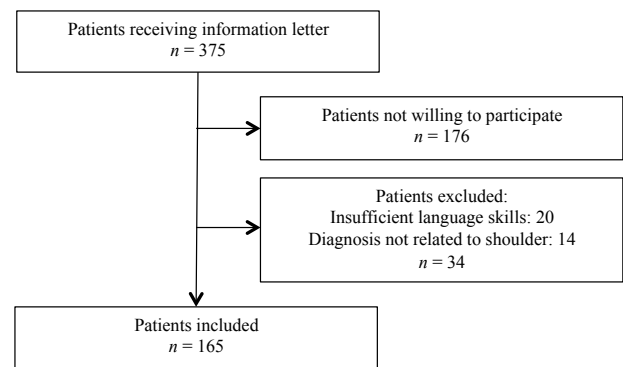 Patients receiving information letter
n = 375
Patients not willing to participate
n = 176
Patients excluded:
Insufficient language skills: 20
Diagnosis not related to shoulder: 14
n = 34
Patients included
n = 165